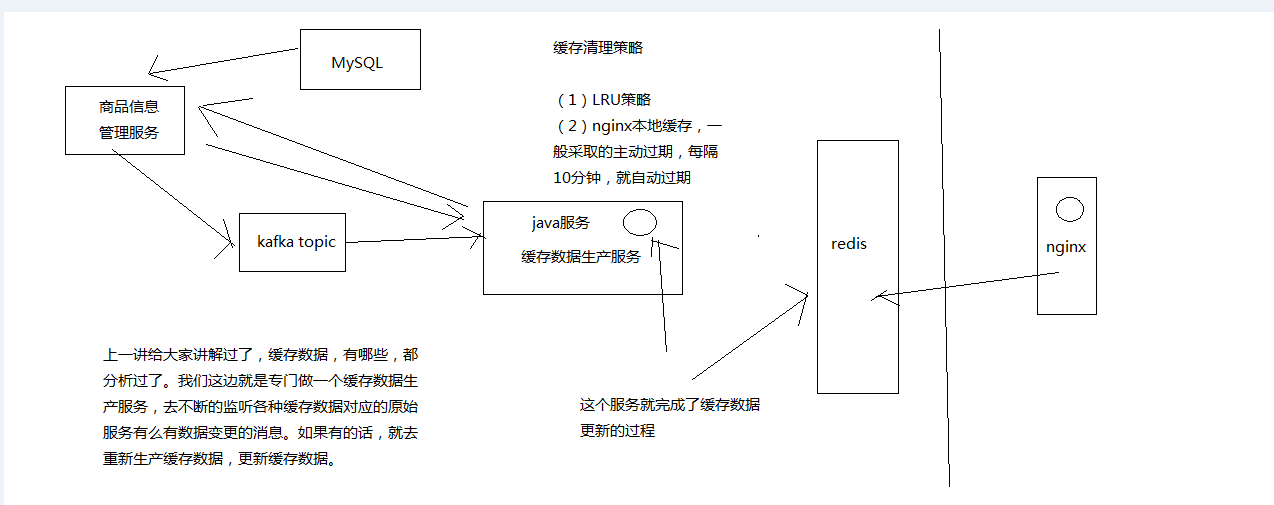 MySQL
商品信息
管理服务
kafka topic
缓存清理策略
（1）LRU策略
（2）nginx本地缓存，一
般采取的主动过期，每隔
10分钟，就自动过期
java服务
缓存数据生产服务
redis
nginx
上一讲给大家讲解过了，缓存数据，有哪些，都
分析过了。我们这边就是专门做一个缓存数据生
产服务，去不断的监听各种缓存数据对应的原始
服务有么有数据变更的消息。如果有的话，就去
重新生产缓存数据，更新缓存数据。
这个服务就完成了缓存数据
更新的过程